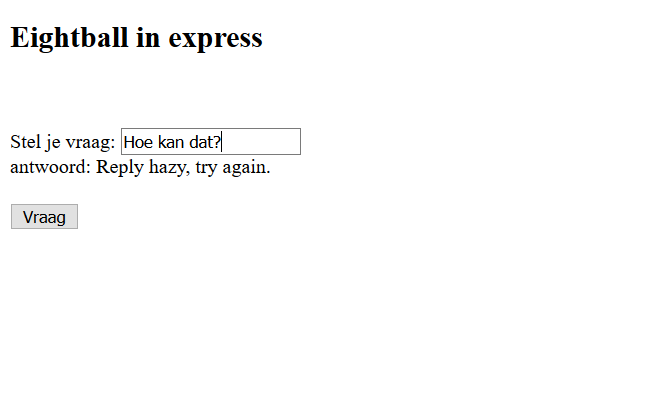 Eightball in express
Stel je vraag: Hoe kan dat?
antwoord: Reply hazy, try again.
Vraag